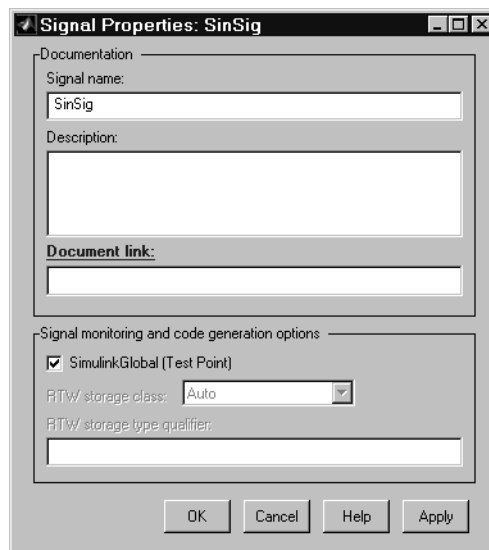 Signal Properties: SinSig
Documentation
Signal name:
SinSig
Description:
Document link:
Signal monitoring and code generation options
SimulinkGlobal (Test Point)
RTW storage class: Auto
RTW storage type qualifier:
OK Cancel Help Apply